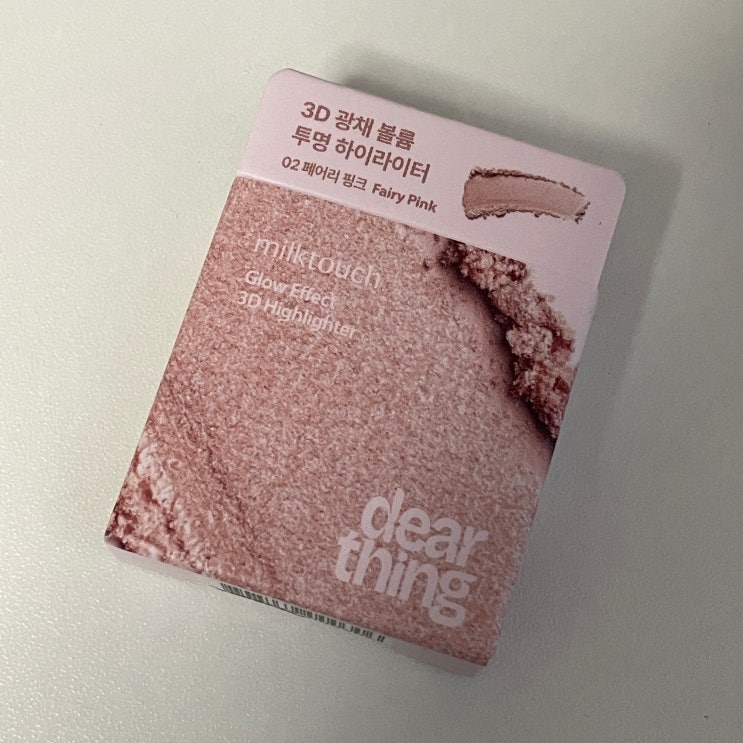 3D 광채 볼륨
투명 하이라이터
02 페어리 핑크 Fairy Pink
milktouch
Glow Effect
3D Highlighter
dear
thing